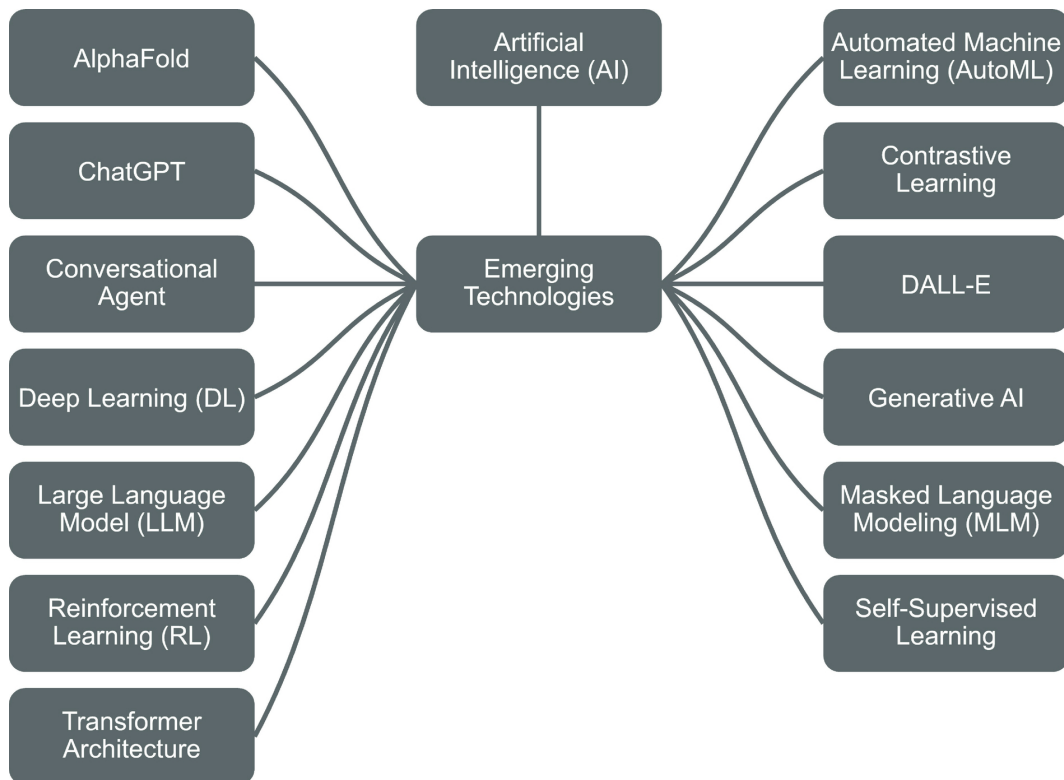 AlphaFold
ChatGPT
Conversational
Agent
Deep Learning (DL)
Large Language
Model (LLM)
Reinforcement
Learning (RL)
Transformer
Architecture
Artificial
Intelligence (AI)
Emerging
Technologies
Automated Machine
Learning (AutoML)
Contrastive
Learning
DALL-E
Generative AI
Masked Language
Modeling (MLM)
Self-Supervised
Learning